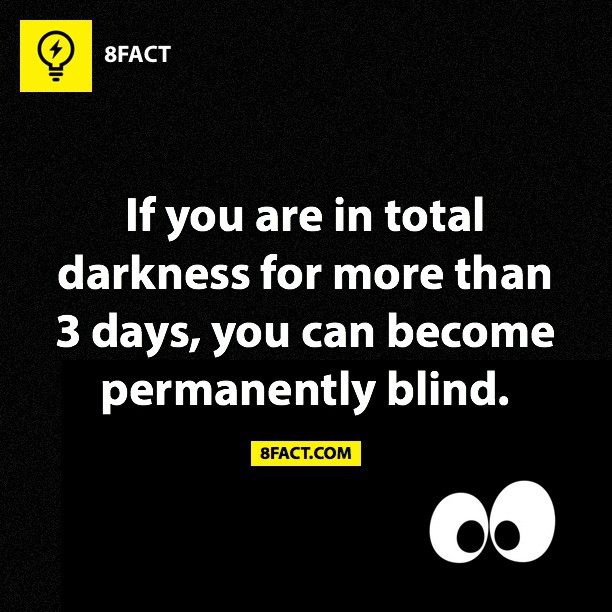 8FACT
If you are in total
darkness for more than
3 days, you can become
permanently blind.
8FACT.COM